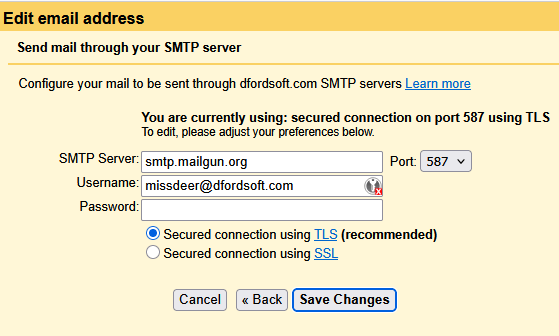 Edit email address
Send mail through your SMTP server
Configure your mail to be sent through dfordsoft.com SMTP servers Learn more
You are currently using: secured connection on port 587 using TLS
To edit, please adjust your preferences below.
SMTP Server: smtp.mailgun.org Port: 587
Username: missdeer@dfordsoft.com
Password:
Secured connection using TLS (recommended)
Secured connection using SSL
Cancel « Back Save Changes